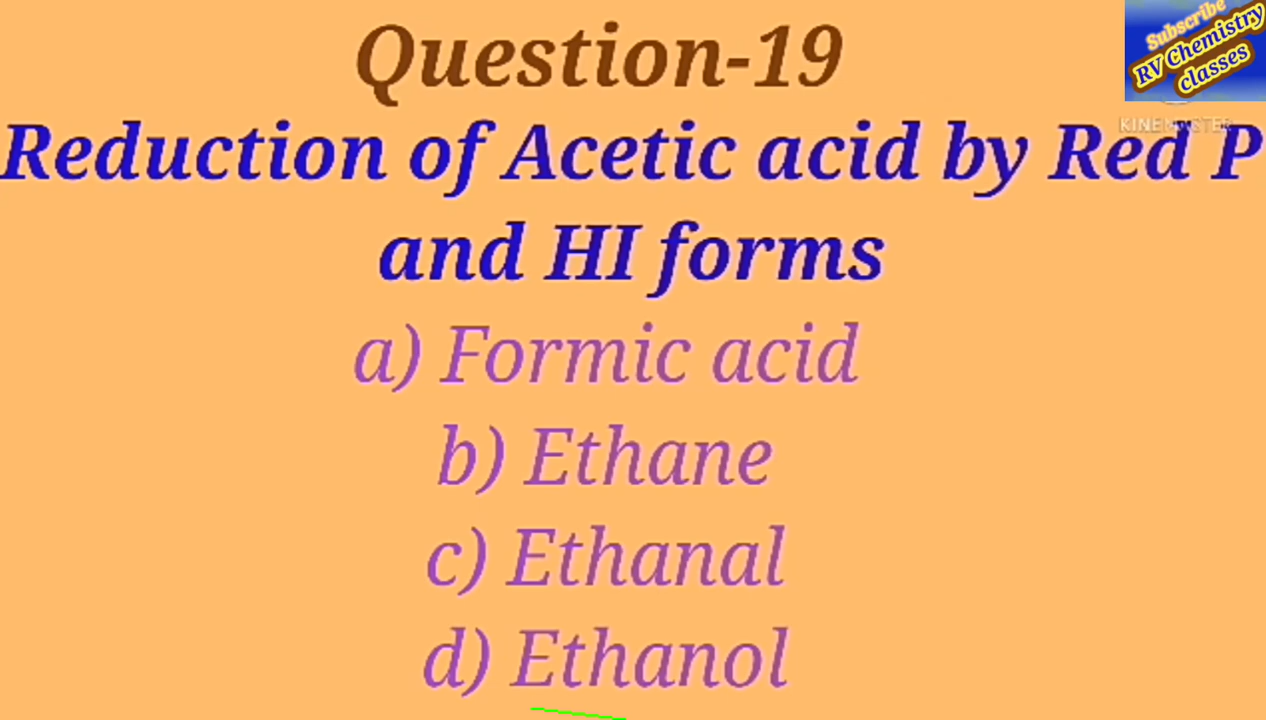 Question-19
Subscribe
RV Chemistry
classes
KINEMASTER
Reduction of Acetic acid by Red P
and HI forms
a) Formic acid
b) Ethane
c) Ethanal
d) Ethanol